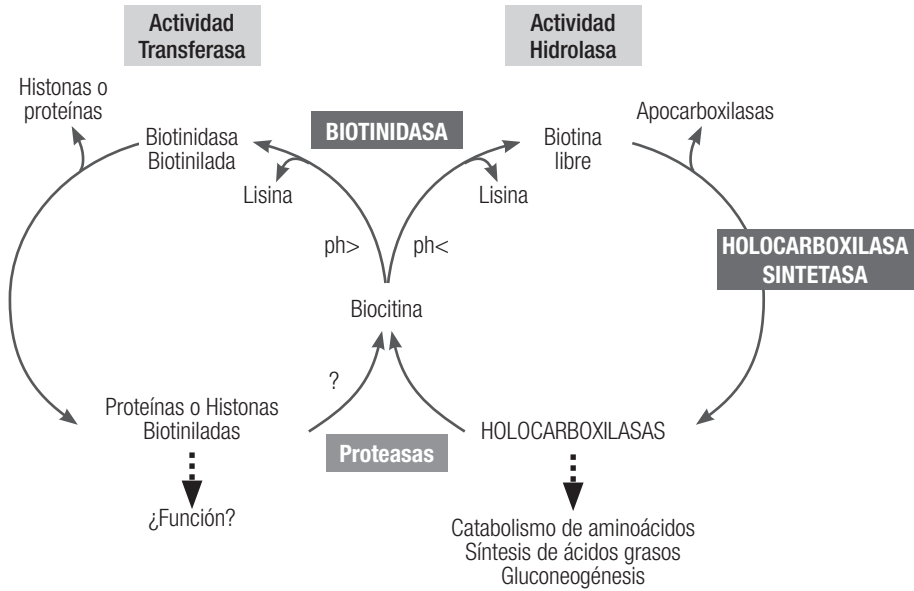 Actividad
Transferasa
Actividad
Hidrolasa
Histonas o
proteínas
Biotinidasa
Biotinilada
BIOTINIDASA
Biotina
libre
Apocarboxilasas
Lisina
Lisina
ph>
ph<
HOLOCARBOXILASA
SINTETASA
Biocitina
?
Proteínas o Histonas
Biotiniladas
Proteasas
HOLOCARBOXILASAS
¿Función?
Catabolismo de aminoácidos
Síntesis de ácidos grasos
Gluconeogénesis